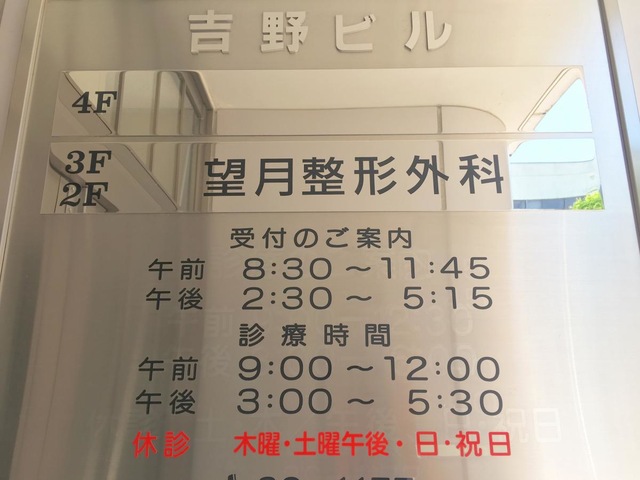 吉野ビル
4F
3F 望月整形外科
2F
受付のご案内
午前 8:30～11:45
午後 2:30～ 5:15
診療時間
午前 9:00～12:00
午後 3:00～ 5:30
休診 木曜・土曜午後・日・祝日